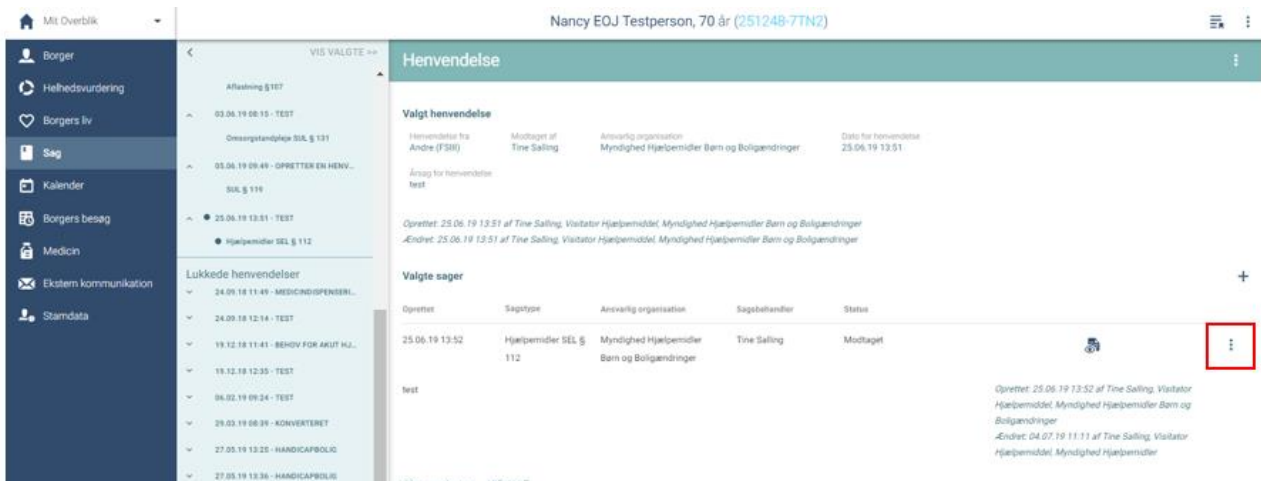 Mit Overblik
Nancy EOJ Testperson, 70 år (251248-7TN2)
Borger
Helhedsvurdering
Borgers liv
Sag
Kalender
Borgers besøg
Medicin
Ekstern kommunikation
Stamdata
VIS VALGTE >>
Aflastning §107
03.06.19 08:15 - TEST
Omsorgstandpleje SUL § 131
05.06.19 09:49 - OPRETTER EN HENV...
SUL § 119
25.06.19 13:51 - TEST
Hjælpemidler SEL § 112
Lukkede henvendelser
24.09.18 11:49 - MEDICINDISPENSERI...
24.09.18 12:14 - TEST
19.12.18 11:41 - BEHOV FOR AKUT HJ...
19.12.18 12:35 - TEST
06.02.19 09:24 - TEST
29.03.19 08:39 - KONVERTERET
27.05.19 13:25 - HANDICAPBOLIG
27.05.19 13:36 - HANDICAPBOLIG
Henvendelse
Valgt henvendelse
Henvendelse fra Modtaget af Ansvarlig organisation Dato for henvendelse
Andre (FSIII) Tine Salling Myndighed Hjælpemidler Børn og Boligændringer 25.06.19 13:51
Årsag for henvendelse
test
Oprettet: 25.06.19 13:51 af Tine Salling, Visitator Hjælpemiddel, Myndighed Hjælpemidler Børn og Boligændringer
Ændret: 25.06.19 13:51 af Tine Salling, Visitator Hjælpemiddel, Myndighed Hjælpemidler Børn og Boligændringer
Valgte sager
Oprettet Sagstype Ansvarlig organisation Sagsbehandler Status
25.06.19 13:52 Hjælpemidler SEL § Myndighed Hjælpemidler Tine Salling Modtaget
112 Børn og Boligændringer
test
Oprettet: 25.06.19 13:52 af Tine Salling, Visitator
Hjælpemiddel, Myndighed Hjælpemidler Børn og
Boligændringer
Ændret: 04.07.19 11:11 af Tine Salling, Visitator
Hjælpemiddel, Myndighed Hjælpemidler